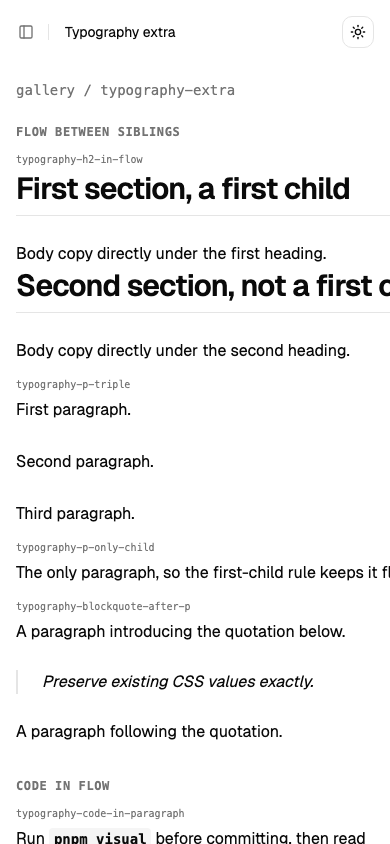 Typography extra
gallery / typography-extra
FLOW BETWEEN SIBLINGS
typography-h2-in-flow
First section, a first child
Body copy directly under the first heading.
Second section, not a first
Body copy directly under the second heading.
typography-p-triple
First paragraph.
Second paragraph.
Third paragraph.
typography-p-only-child
The only paragraph, so the first-child rule keeps it
typography-blockquote-after-p
A paragraph introducing the quotation below.
Preserve existing CSS values exactly.
A paragraph following the quotation.
CODE IN FLOW
typography-code-in-paragraph
Run pnpm visual before committing, then read